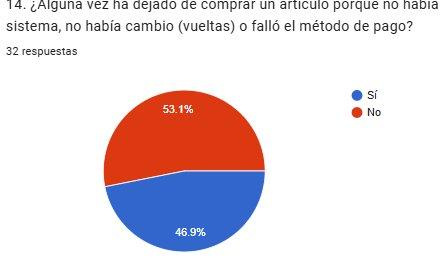 14. ¿Alguna vez ha dejado de comprar un artículo porque no había
sistema, no había cambio (vueltas) o falló el método de pago?
32 respuestas
53.1%
46.9%
Sí
No